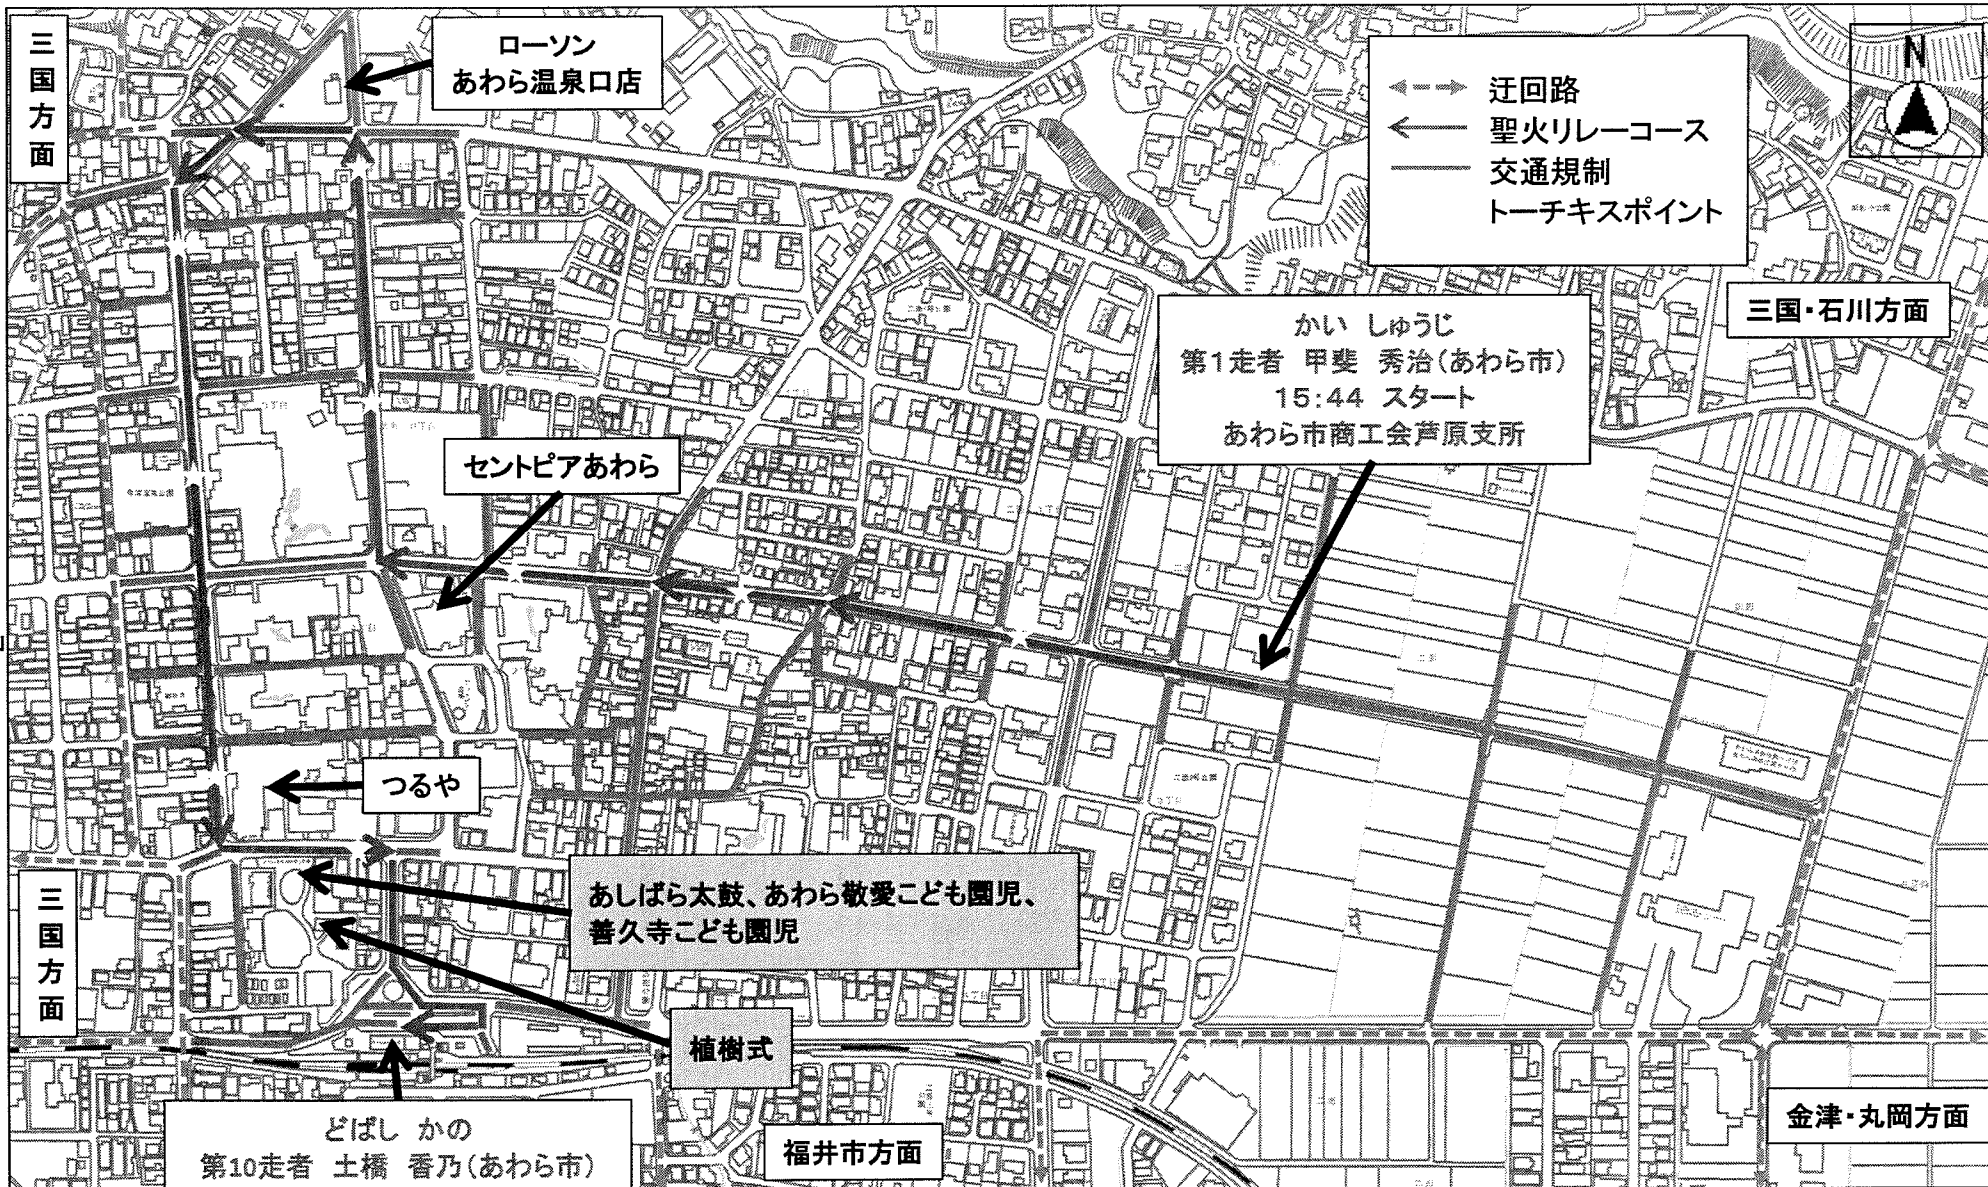 三国方面
ローソン
あわら温泉口店
迂回路
聖火リレーコース
交通規制
トーチキスポイント
N
三国・石川方面
かい しゅうじ
第1走者 甲斐 秀治(あわら市)
15:44 スタート
あわら市商工会芦原支所
セントピアあわら
つるや
あしばら太鼓、あわら敬愛こども園児、
善久寺こども園児
三国方面
植樹式
どばし かの
第10走者 土橋 香乃(あわら市)
福井市方面
金津・丸岡方面